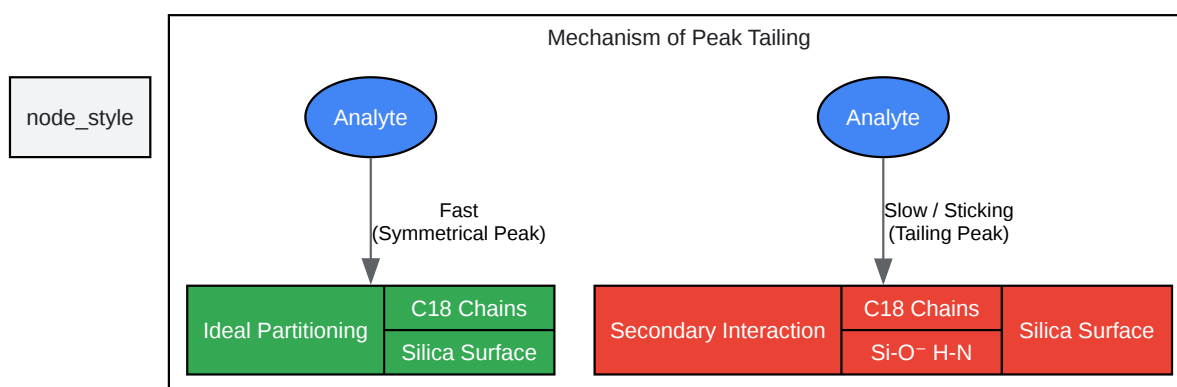 Mechanism of Peak Tailing
node_style
Analyte
Analyte
Fast
(Symmetrical Peak)
Slow / Sticking
(Tailing Peak)
Ideal Partitioning
C18 Chains
Silica Surface
Secondary Interaction
C18 Chains
Si-O⁻ H-N
Silica Surface